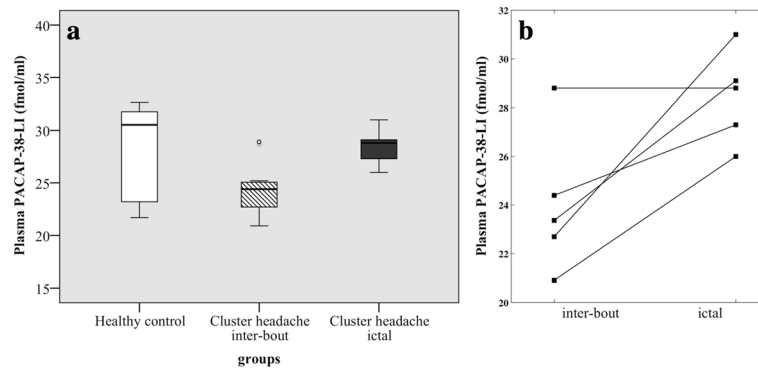 a
Plasma PACAP-38-LI (fmol/ml)
40
35
30
25
20
15
Healthy control
Cluster headache
inter-bout
Cluster headache
ictal
groups
b
Plasma PACAP-38-LI (fmol/ml)
32
30
28
26
24
22
20
inter-bout
ictal